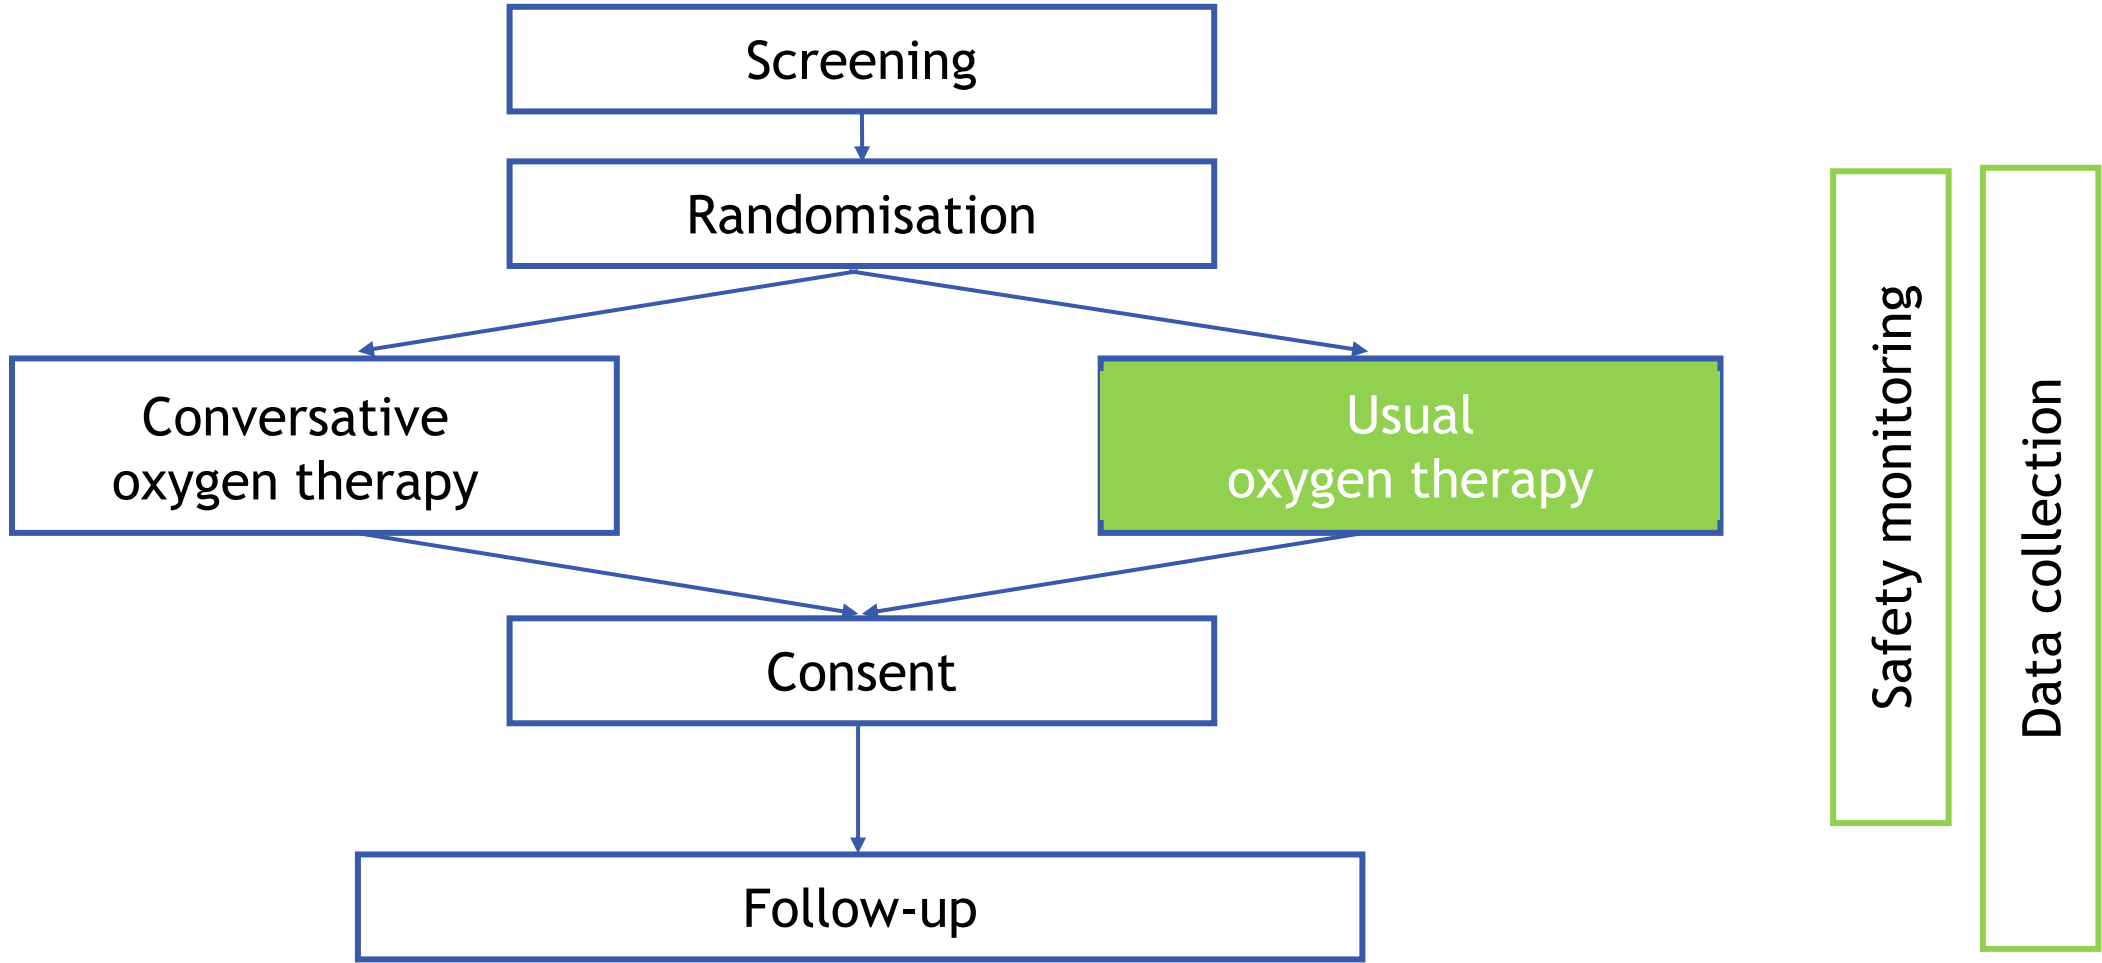 Screening
Randomisation
Conversative
oxygen therapy
Usual
oxygen therapy
Consent
Follow-up
Safety monitoring
Data collection